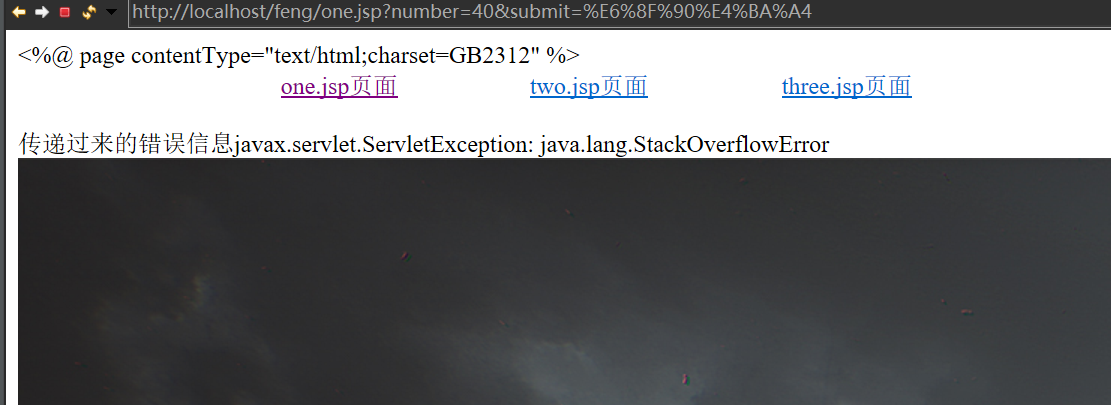 http://localhost/feng/one.jsp?number=40&submit=%E6%8F%90%E4%BA%A4
<%@ page contentType="text/html;charset=GB2312" %>
one.jsp页面 two.jsp页面 three.jsp页面
传递过来的错误信息javax.servlet.ServletException: java.lang.StackOverflowError